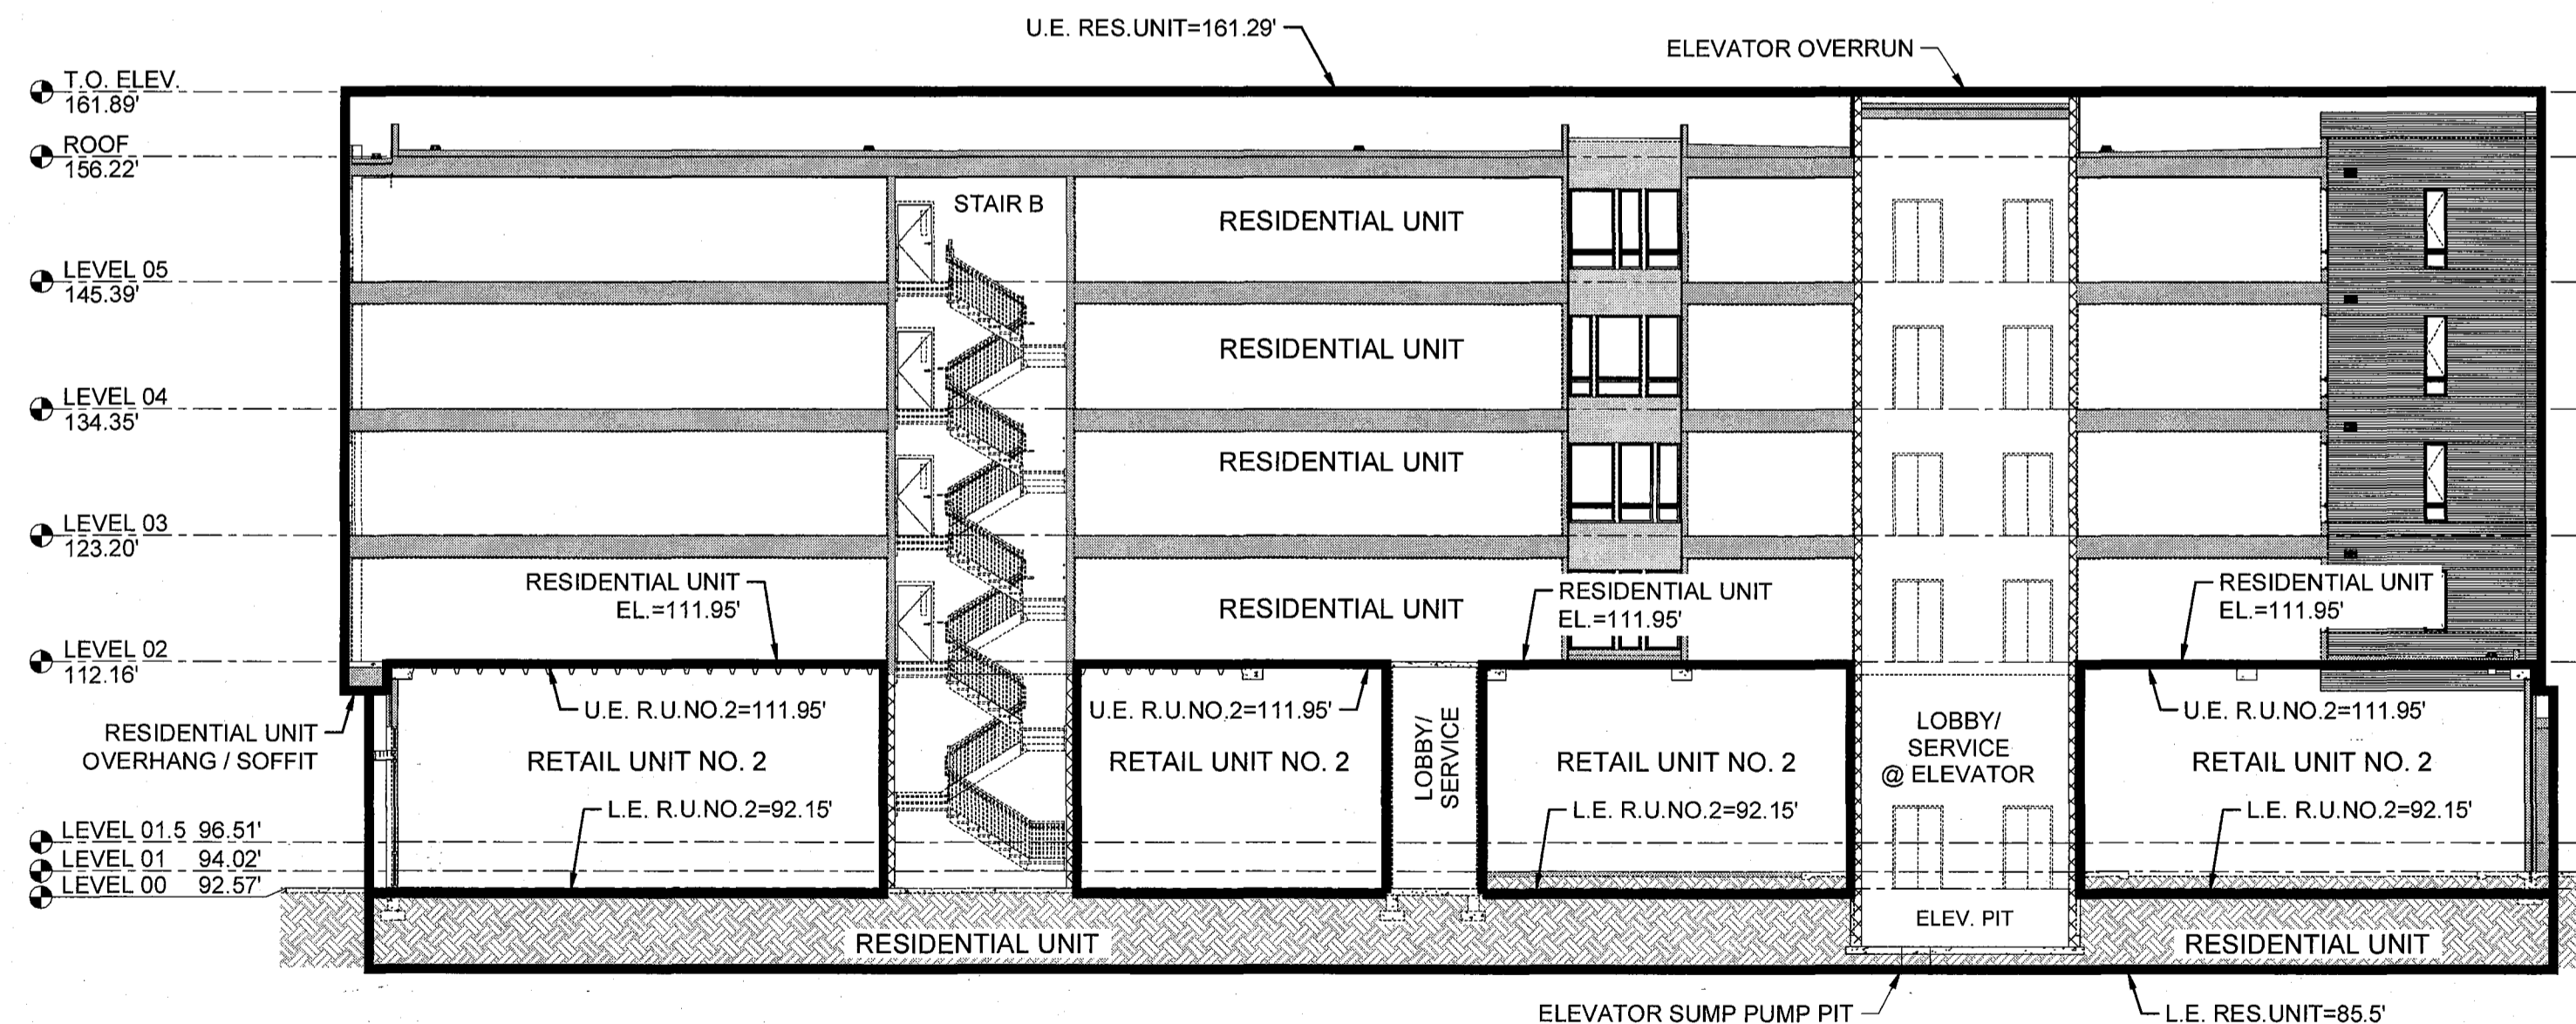 U.E. RES.UNIT=161.29'
ELEVATOR OVERRUN
T.O. ELEV.
161.89'
ROOF
156.22'
STAIR B
RESIDENTIAL UNIT
LEVEL 05
145.39'
RESIDENTIAL UNIT
LEVEL 04
134.35'
RESIDENTIAL UNIT
LEVEL 03
123.20'
RESIDENTIAL UNIT
EL.=111.95'
RESIDENTIAL UNIT
RESIDENTIAL UNIT
EL.=111.95'
RESIDENTIAL UNIT
EL.=111.95'
LEVEL 02
112.16'
U.E. R.U.NO.2=111.95'
U.E. R.U.NO.2=111.95'
U.E. R.U.NO.2=111.95'
RESIDENTIAL UNIT
OVERHANG / SOFFIT
RETAIL UNIT NO. 2
RETAIL UNIT NO. 2
LOBBY/
SERVICE
RETAIL UNIT NO. 2
LOBBY/
SERVICE
@ ELEVATOR
RETAIL UNIT NO. 2
L.E. R.U.NO.2=92.15'
L.E. R.U.NO.2=92.15'
L.E. R.U.NO.2=92.15'
LEVEL 01.5 96.51'
LEVEL 01 94.02'
LEVEL 00 92.57'
ELEV. PIT
RESIDENTIAL UNIT
RESIDENTIAL UNIT
ELEVATOR SUMP PUMP PIT
L.E. RES.UNIT=85.5'